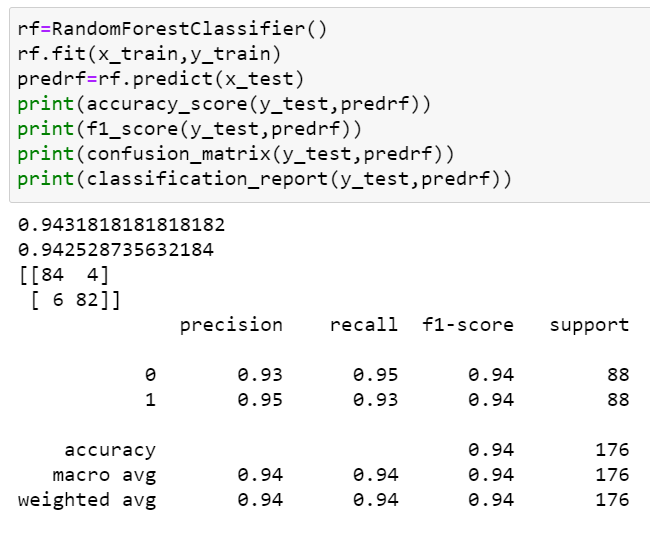 rf=RandomForestClassifier()
rf.fit(x_train,y_train)
predrf=rf.predict(x_test)
print(accuracy_score(y_test,predrf))
print(f1_score(y_test,predrf))
print(confusion_matrix(y_test,predrf))
print(classification_report(y_test,predrf))
0.9431818181818182
0.942528735632184
[[84  4]
 [ 6 82]]
              precision    recall  f1-score   support
           0       0.93      0.95      0.94        88
           1       0.95      0.93      0.94        88
    accuracy                           0.94       176
   macro avg       0.94      0.94      0.94       176
weighted avg       0.94      0.94      0.94       176